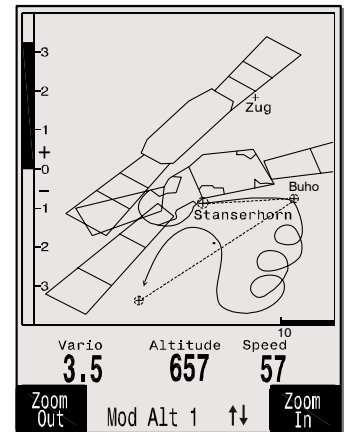 3
2
1
+
0
−
1
2
3
Zug
Buho
Stanserhorn
10
Vario Altitude Speed
3.5 657 57
Zoom Out Mod Alt 1 ↑↓ Zoom In